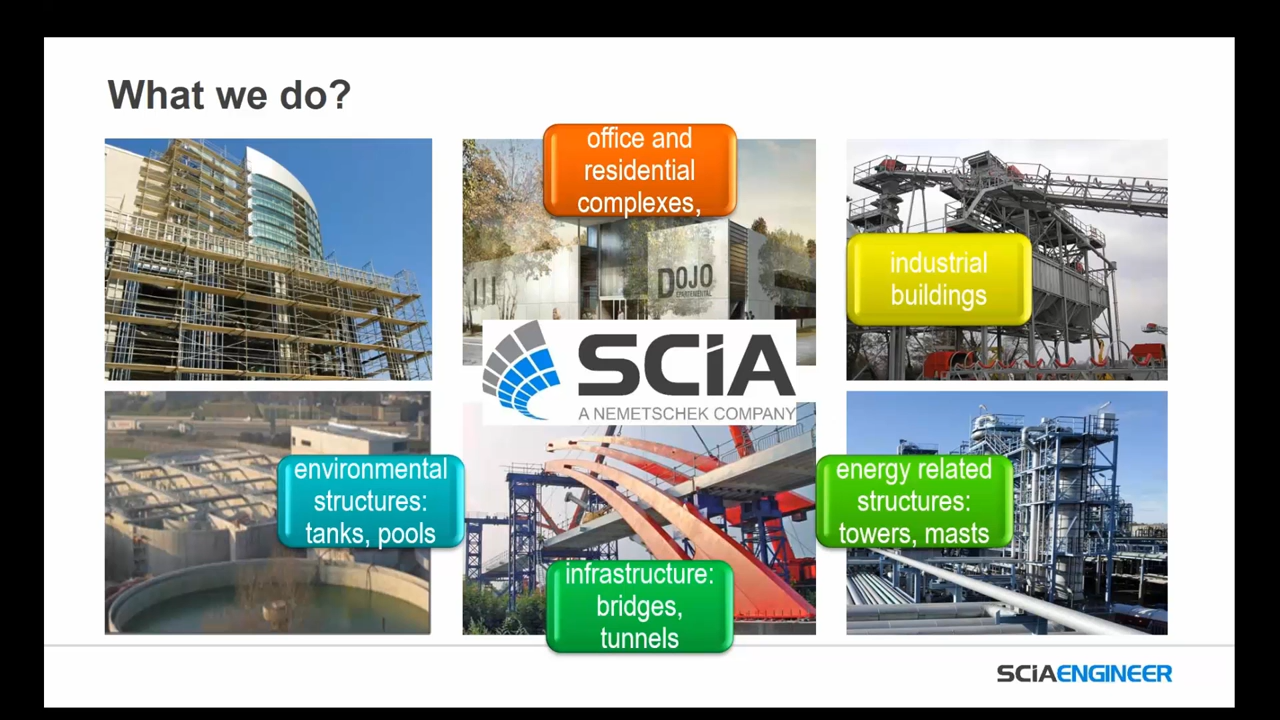 What we do?
office and
residential
complexes,
industrial
buildings
DOJO
SCiA
A NEMETSCHEK COMPANY
environmental
structures:
tanks, pools
energy related
structures:
towers, masts
infrastructure:
bridges,
tunnels
SCiAENGINEER